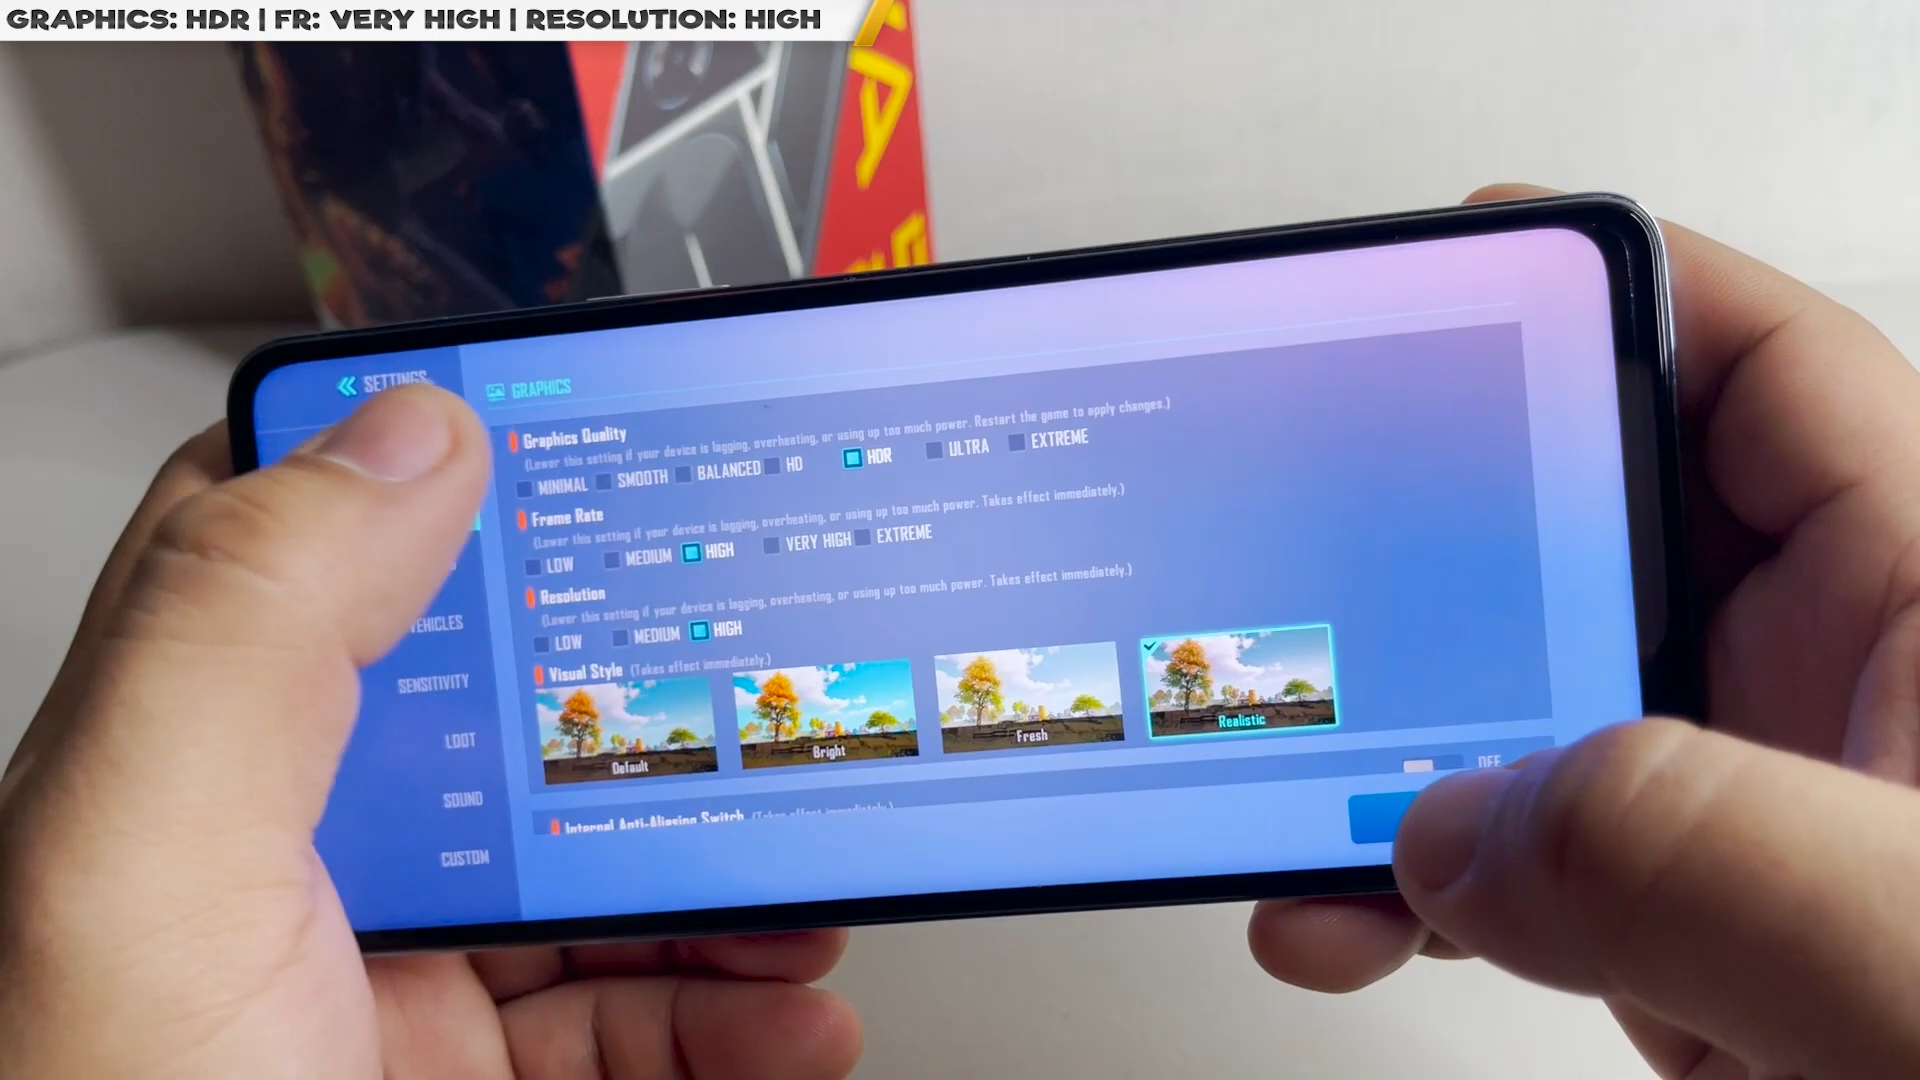 GRAPHICS: HDR | FR: VERY HIGH | RESOLUTION: HIGH
SETTINGS
GRAPHICS
Graphics Quality
(Lower this setting if your device is lagging, overheating, or using up too much power. Restart the game to apply changes.)
MINIMAL SMOOTH BALANCED HD HDR ULTRA EXTREME
Frame Rate
(Lower this setting if your device is lagging, overheating, or using up too much power. Takes effect immediately.)
LOW MEDIUM HIGH VERY HIGH EXTREME
Resolution
(Lower this setting if your device is lagging, overheating, or using up too much power. Takes effect immediately.)
LOW MEDIUM HIGH
Visual Style (Takes effect immediately.)
Default Bright Fresh Realistic
Internal Anti-Aliasing Switch (Takes effect immediately.)
OFF
EHICLES
SENSITIVITY
LOOT
SOUND
CUSTOM